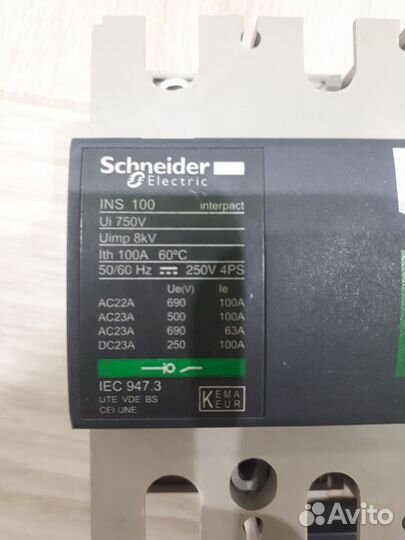 Schneider
Electric
INS 100 interpact
Ui 750V
Uimp 8kV
Ith 100A 60°C
50/60 Hz ⎓ 250V 4PS
Ue(V) Ie
AC22A 690 100A
AC23A 500 100A
AC23A 690 63A
DC23A 250 100A
IEC 947.3
UTE VDE BS
CEI UNE
KEMA
KEUR
Avito